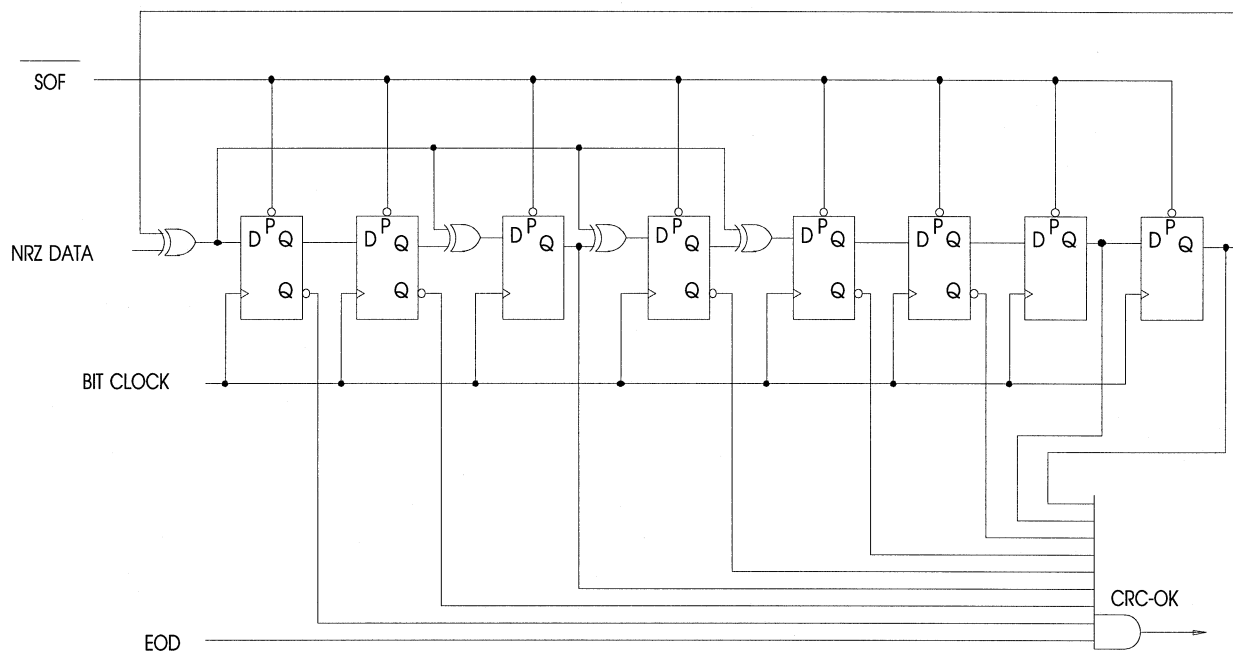 SOF
D P Q D P Q D P Q D P Q D P Q D P Q D P Q D P Q
NRZ DATA
Q Q Q Q Q
BIT CLOCK
CRC-OK
EOD